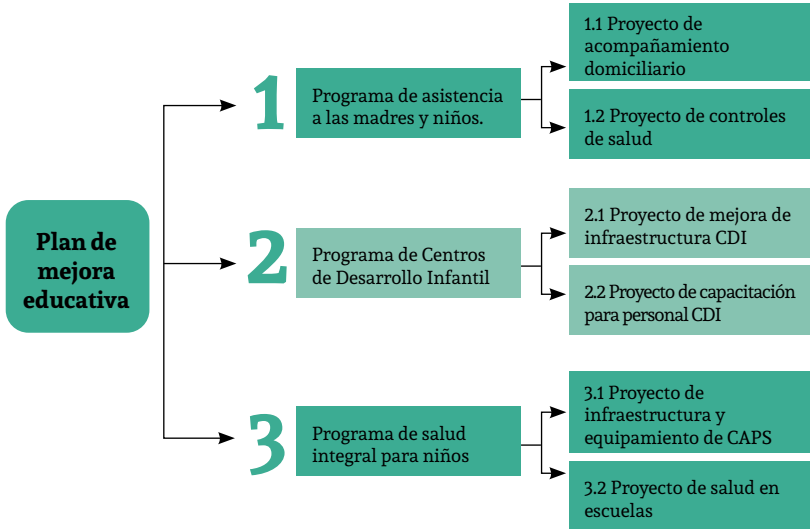 Plan de
mejora
educativa
1
Programa de asistencia
a las madres y niños.
1.1 Proyecto de
acompañamiento
domiciliario
1.2 Proyecto de controles
de salud
2
Programa de Centros
de Desarrollo Infantil
2.1 Proyecto de mejora de
infraestructura CDI
2.2 Proyecto de capacitación
para personal CDI
3
Programa de salud
integral para niños
3.1 Proyecto de
infraestructura y
equipamiento de CAPS
3.2 Proyecto de salud en
escuelas